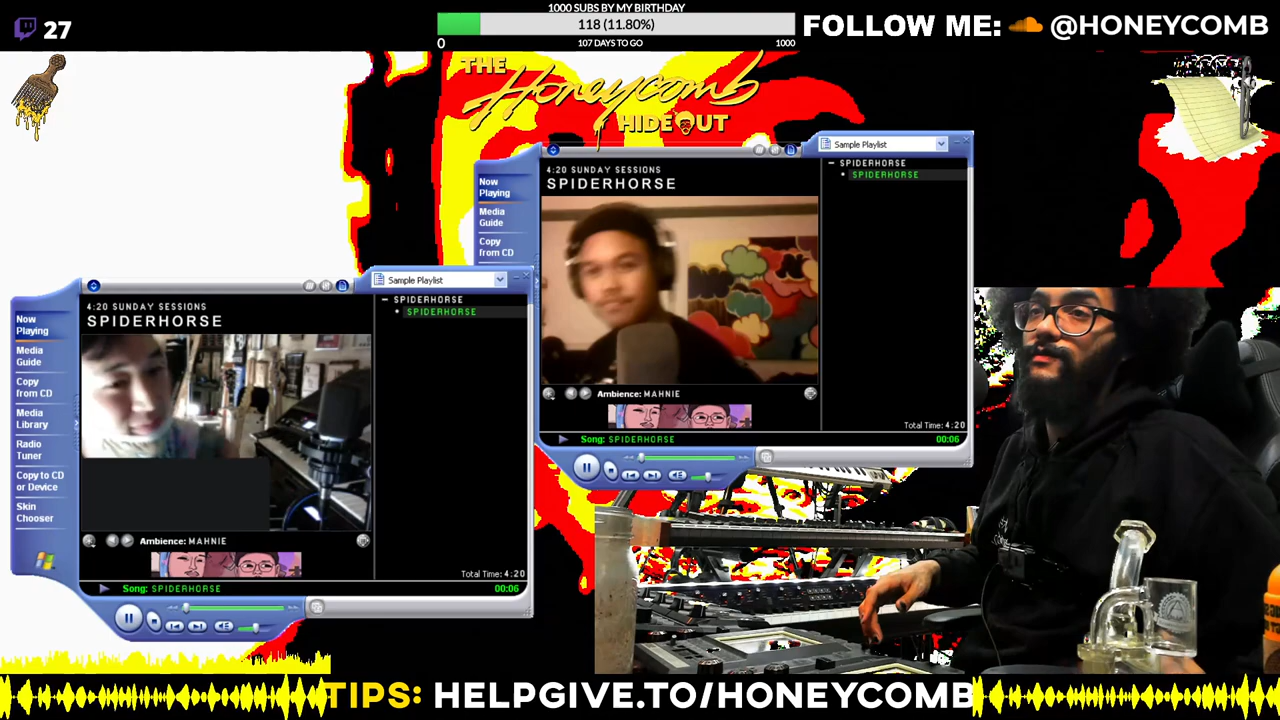 27
1000 SUBS BY MY BIRTHDAY
118 (11.80%)
0
107 DAYS TO GO
1000
FOLLOW ME: @HONEYCOMB
THE
Honeycomb
HIDEOUT
Sample Playlist
4:20 SUNDAY SESSIONS
SPIDERHORSE
SPIDERHORSE
SPIDERHORSE
Now
Playing
Media
Guide
Copy
from CD
Ambience: MAHNIE
Total Time: 4:20
Song: SPIDERHORSE
00:06
Sample Playlist
4:20 SUNDAY SESSIONS
SPIDERHORSE
SPIDERHORSE
SPIDERHORSE
Now
Playing
Media
Guide
Copy
from CD
Media
Library
Radio
Tuner
Copy to CD
or Device
Skin
Chooser
Ambience: MAHNIE
Total Time: 4:20
Song: SPIDERHORSE
00:06
TIPS: HELPGIVE.TO/HONEYCOMB